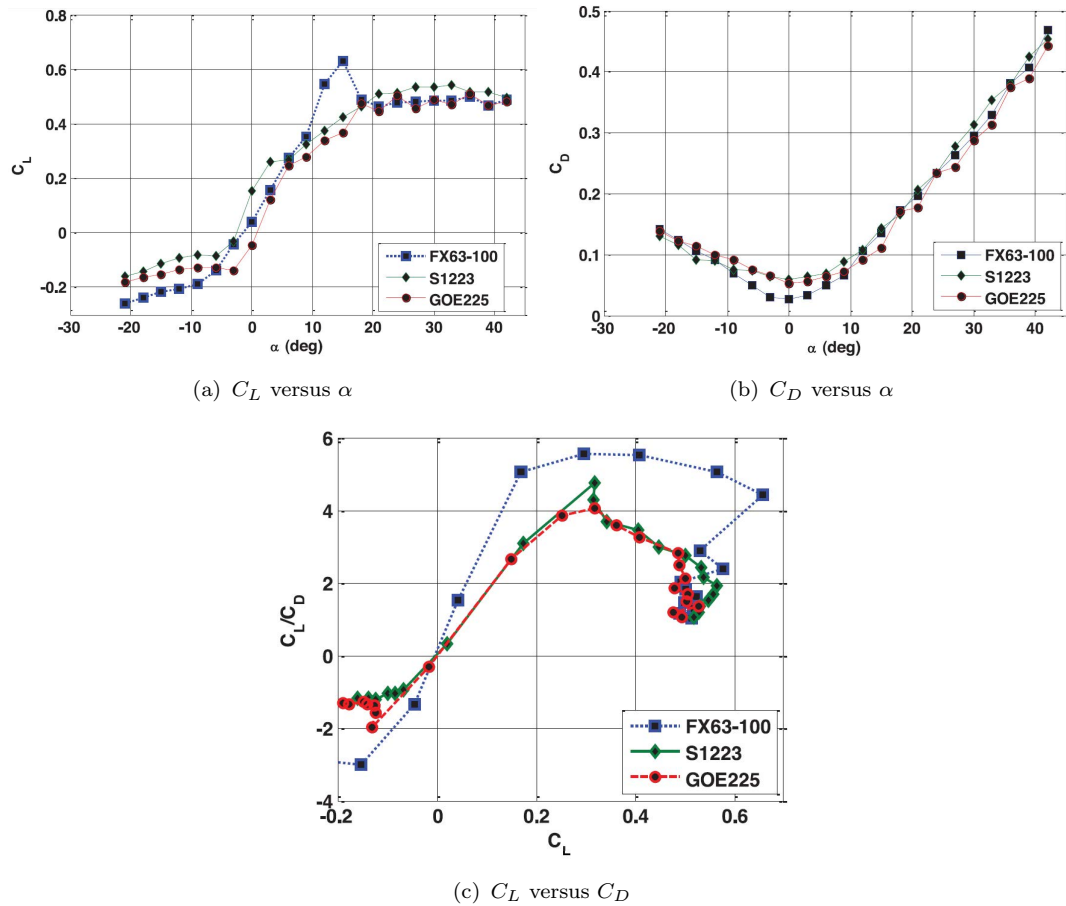 0.8
0.6
0.4
0.2
0
-0.2
C_L
-30 -20 -10 0 10 20 30 40
α (deg)
FX63-100
S1223
GOE225
(a) C_L versus α
0.5
0.4
0.3
0.2
0.1
0
C_D
-30 -20 -10 0 10 20 30 40
α (deg)
FX63-100
S1223
GOE225
(b) C_D versus α
6
4
2
0
-2
-4
C_L/C_D
-0.2 0 0.2 0.4 0.6
C_L
FX63-100
S1223
GOE225
(c) C_L versus C_D